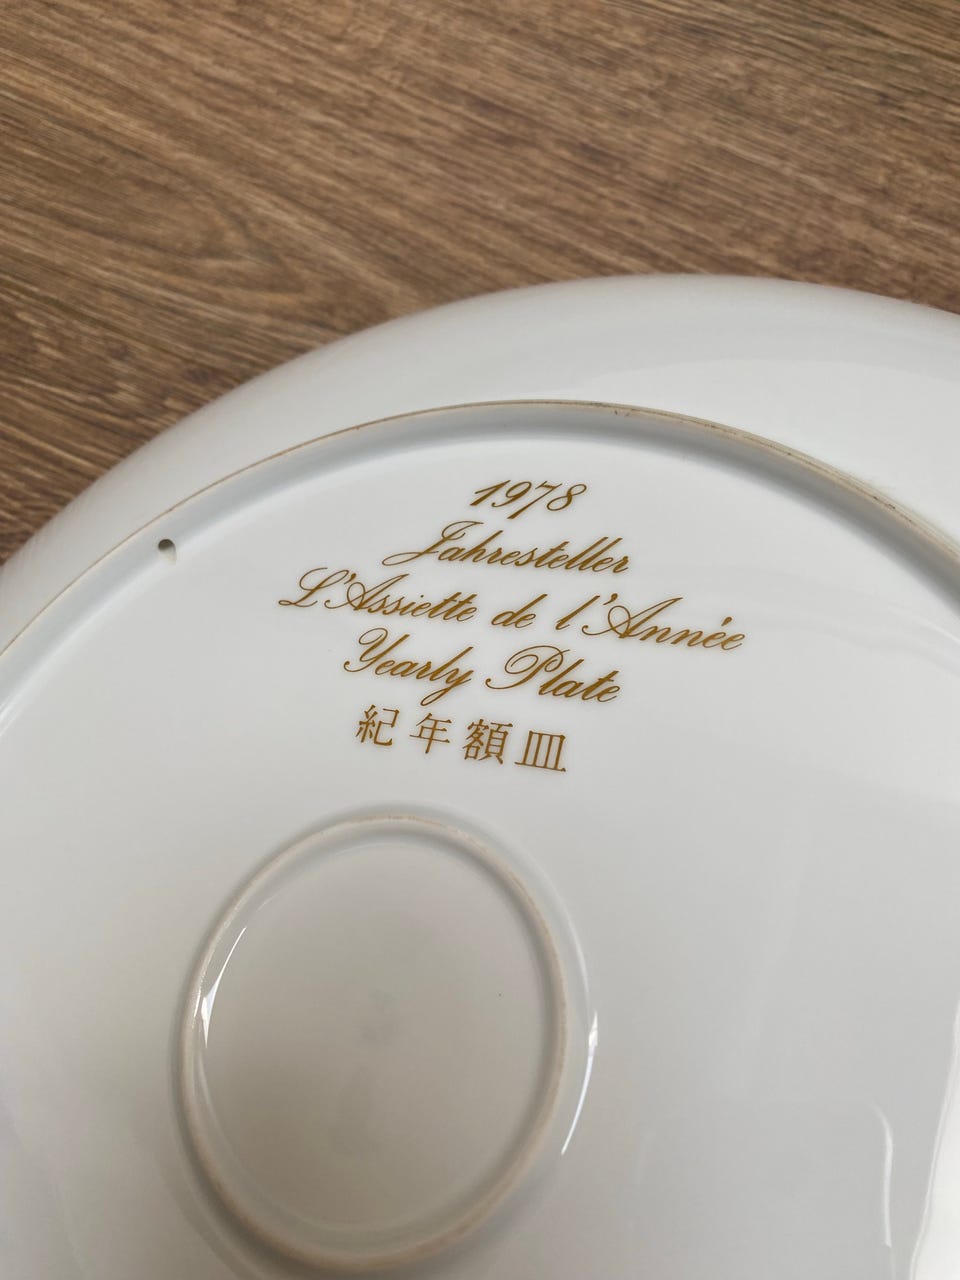 1978
Jahresteller
L'Assiette de l'Année
Yearly Plate
紀年額皿